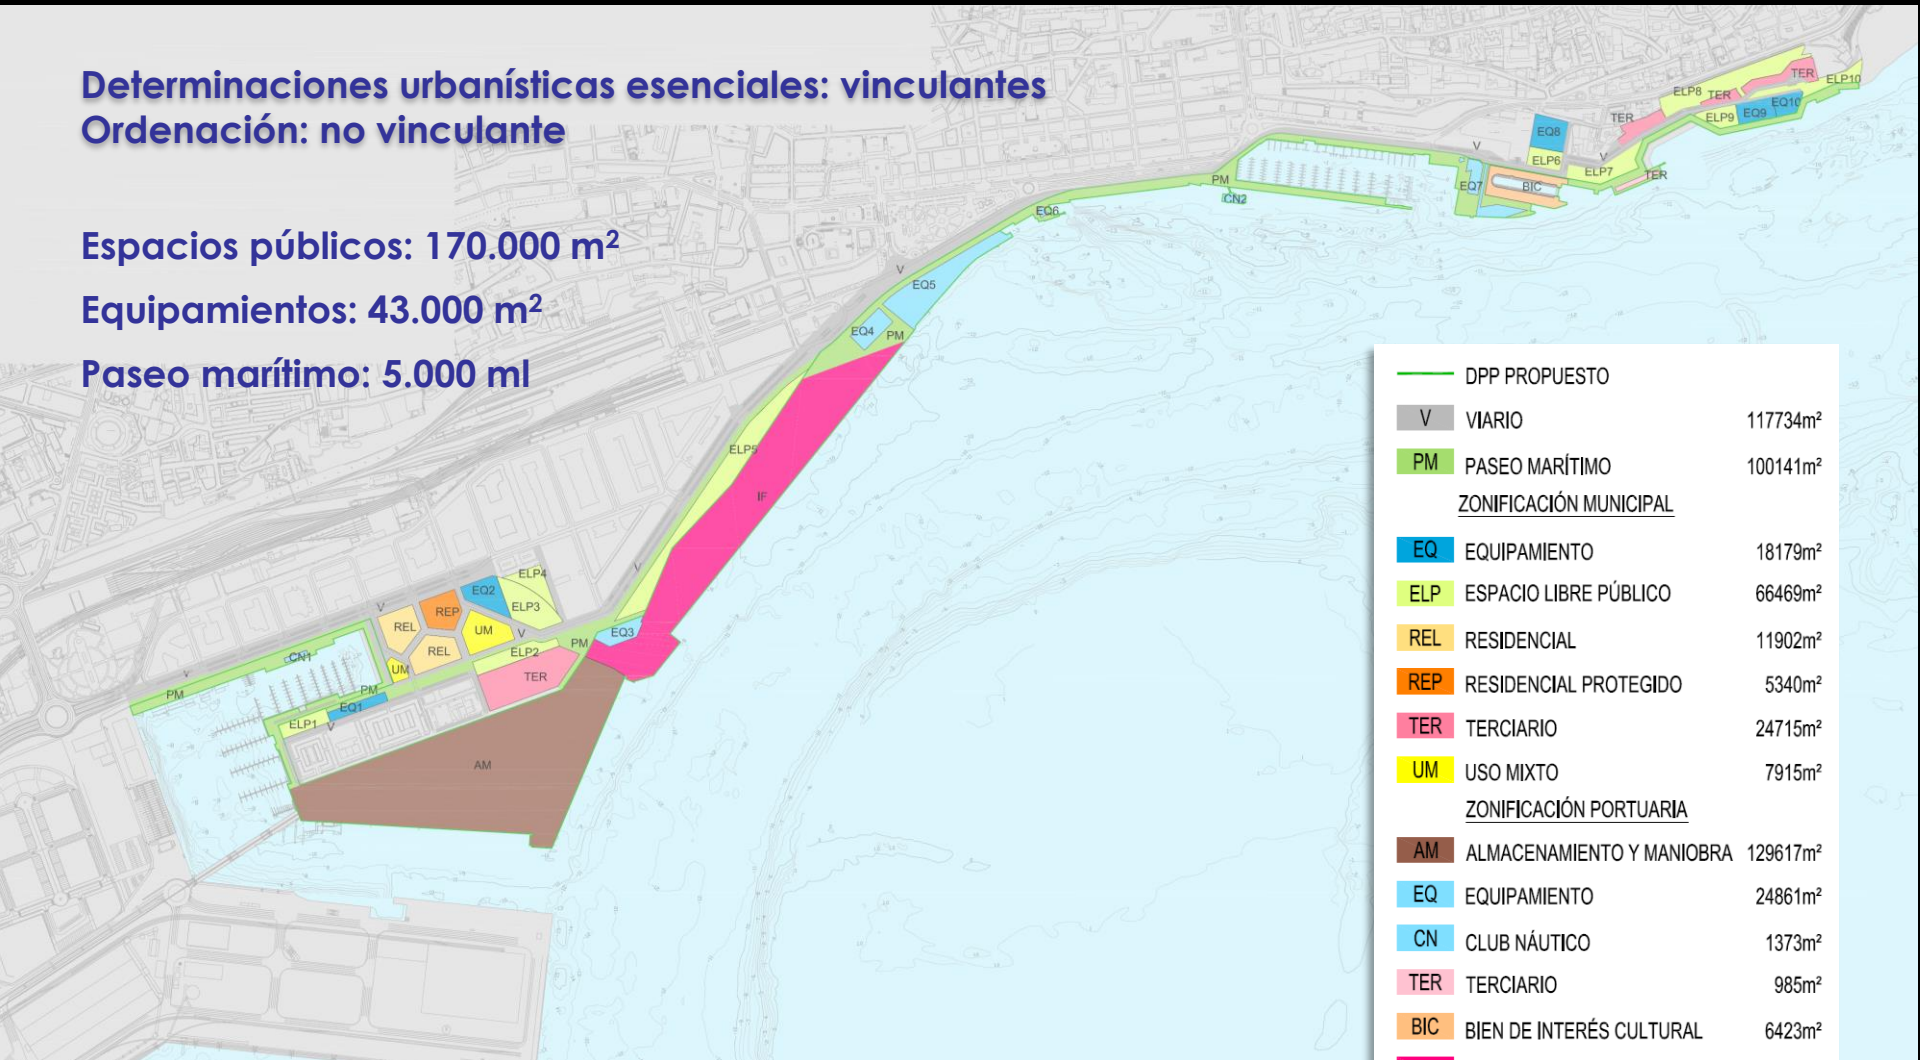 Determinaciones urbanísticas esenciales: vinculantes
Ordenación: no vinculante
Espacios públicos: 170.000 m²
Equipamientos: 43.000 m²
Paseo marítimo: 5.000 ml
TER
ELP10
ELP8
TER
EQ10
EQ9
ELP9
TER
EQ8
V
V
ELP6
ELP7
TER
PM
EQ7
BIC
CN2
EQ6
V
EQ5
EQ4
PM
ELP5
IF
V
ELP4
EQ2
ELP3
V
REP
REL
UM
V
EQ3
PM
REL
ELP2
CN1
UM
TER
V
PM
PM
EQ1
ELP1
V
AM
DPP PROPUESTO
V VIARIO 117734m²
PM PASEO MARÍTIMO 100141m²
ZONIFICACIÓN MUNICIPAL
EQ EQUIPAMIENTO 18179m²
ELP ESPACIO LIBRE PÚBLICO 66469m²
REL RESIDENCIAL 11902m²
REP RESIDENCIAL PROTEGIDO 5340m²
TER TERCIARIO 24715m²
UM USO MIXTO 7915m²
ZONIFICACIÓN PORTUARIA
AM ALMACENAMIENTO Y MANIOBRA 129617m²
EQ EQUIPAMIENTO 24861m²
CN CLUB NÁUTICO 1373m²
TER TERCIARIO 985m²
BIC BIEN DE INTERÉS CULTURAL 6423m²